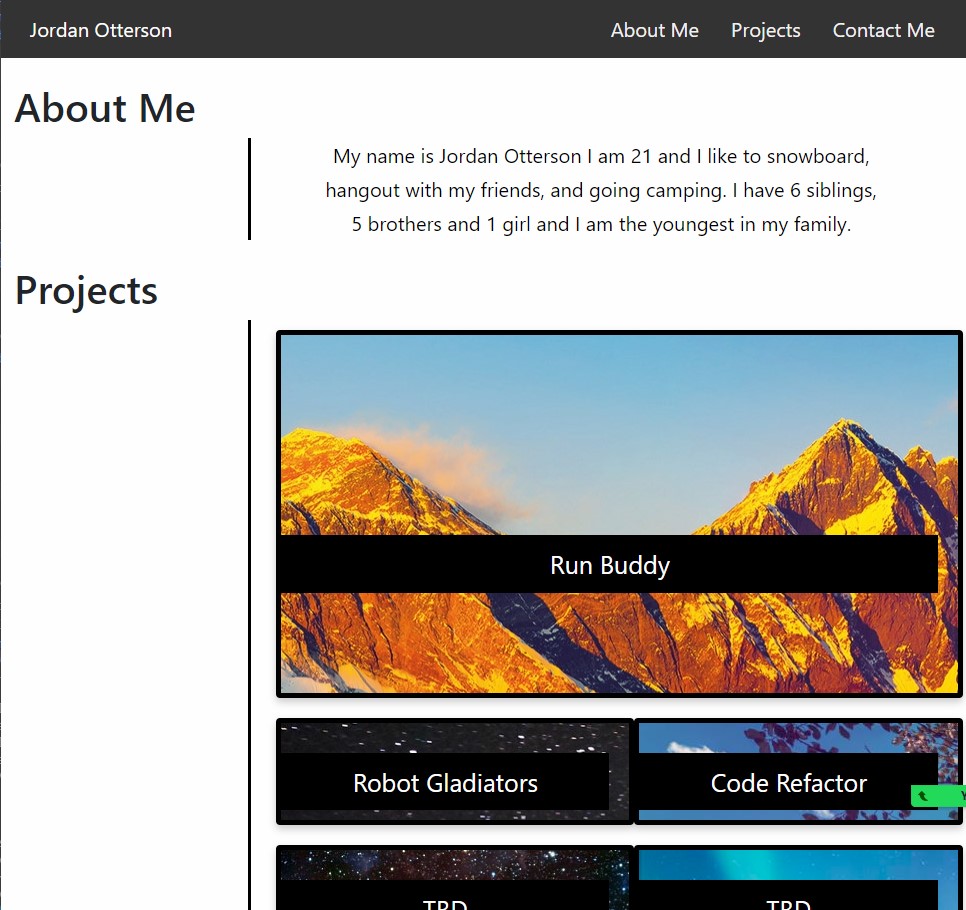 Jordan Otterson
About Me
Projects
Contact Me
About Me
My name is Jordan Otterson I am 21 and I like to snowboard,
hangout with my friends, and going camping. I have 6 siblings,
5 brothers and 1 girl and I am the youngest in my family.
Projects
Run Buddy
Robot Gladiators
Code Refactor
TBD
TBD